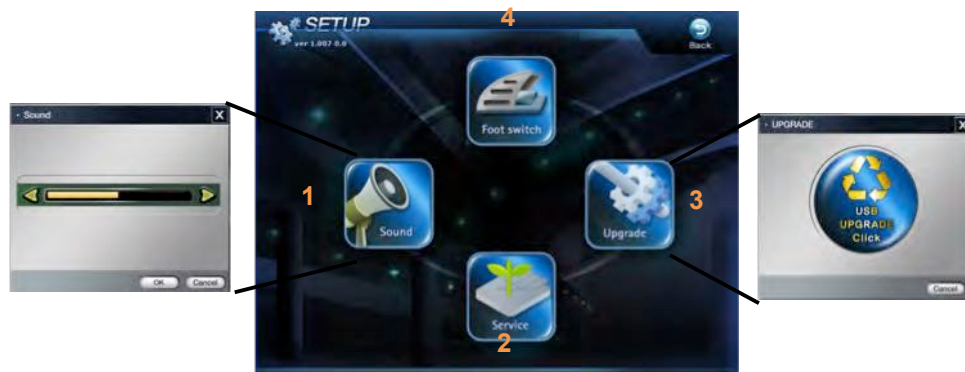 SETUP
ver 1.007 0.0
4
Back
Foot switch
· Sound
X
OK
Cancel
1
Sound
Upgrade
3
Service
2
· UPGRADE
X
USB
UPGRADE
Click
Cancel